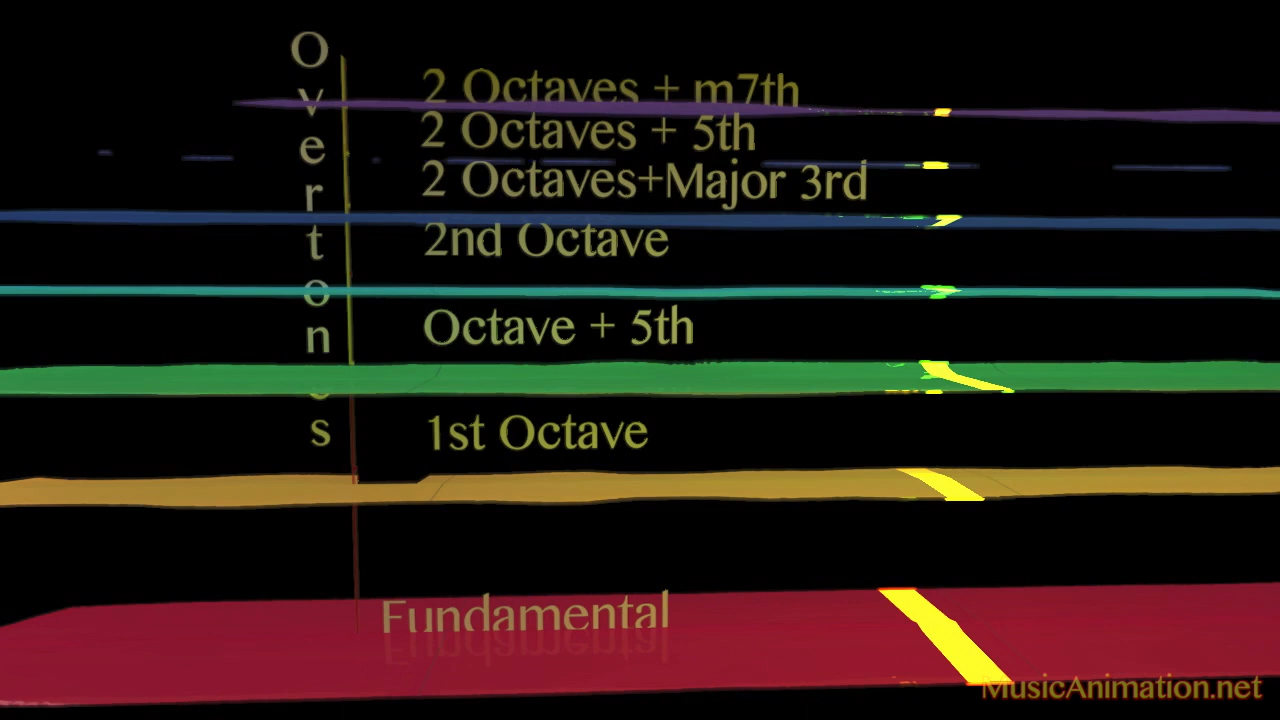 Overtones
2 Octaves + m7th
2 Octaves + 5th
2 Octaves+Major 3rd
2nd Octave
Octave + 5th
1st Octave
Fundamental
MusicAnimation.net